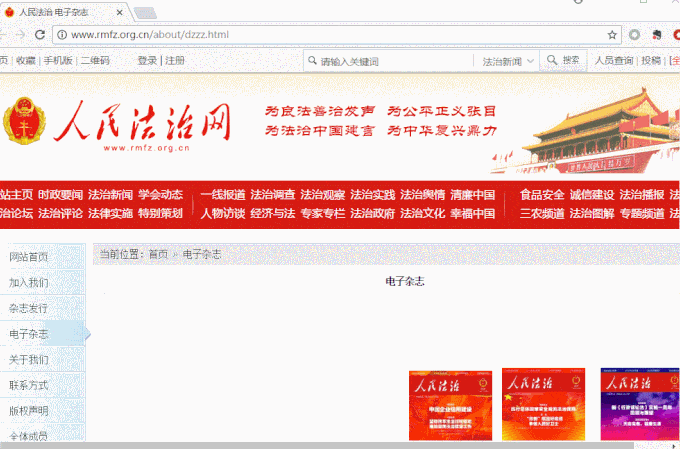 人民法治 电子杂志
www.rmfz.org.cn/about/dzzz.html
页 | 收藏 | 手机版 | 二维码 登录 | 注册 请输入关键词 法治新闻 搜索 人员查询 | 投稿 | [全
人民法治网
www.rmfz.org.cn
为良法善治发声 为公平正义张目
为法治中国建言 为中华复兴鼎力
站主页 时政要闻 法治新闻 学会动态 一线报道 法治调查 法治观察 法治实践 法治舆情 清廉中国 食品安全 诚信建设 法治播报 法
治论坛 法治评论 法律实施 特别策划 人物访谈 经济与法 专家专栏 法治政府 法治文化 幸福中国 三农频道 法治图解 专题频道 法
网站首页
加入我们
杂志发行
电子杂志
关于我们
联系方式
版权声明
全体成员
当前位置：首页 » 电子杂志
电子杂志
人民法治
人民法治
人民法治